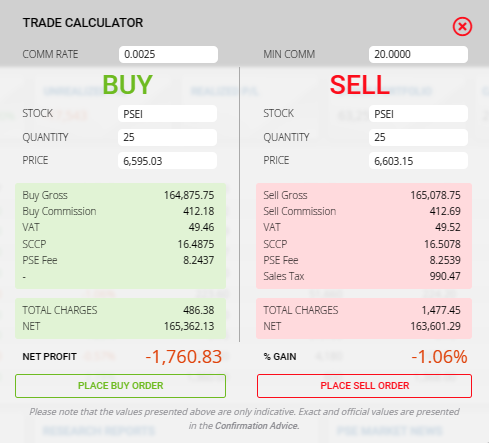 TRADE CALCULATOR
COMM RATE 0.0025 MIN COMM 20.0000
BUY SELL
STOCK PSEI STOCK PSEI
QUANTITY 25 QUANTITY 25
PRICE 6,595.03 PRICE 6,603.15
Buy Gross 164,875.75 Sell Gross 165,078.75
Buy Commission 412.18 Sell Commission 412.69
VAT 49.46 VAT 49.52
SCCP 16.4875 SCCP 16.5078
PSE Fee 8.2437 PSE Fee 8.2539
- Sales Tax 990.47
TOTAL CHARGES 486.38 TOTAL CHARGES 1,477.45
NET 165,362.13 NET 163,601.29
NET PROFIT -1,760.83 % GAIN -1.06%
PLACE BUY ORDER PLACE SELL ORDER
Please note that the values presented above are only indicative. Exact and official values are presented
in the Confirmation Advice.